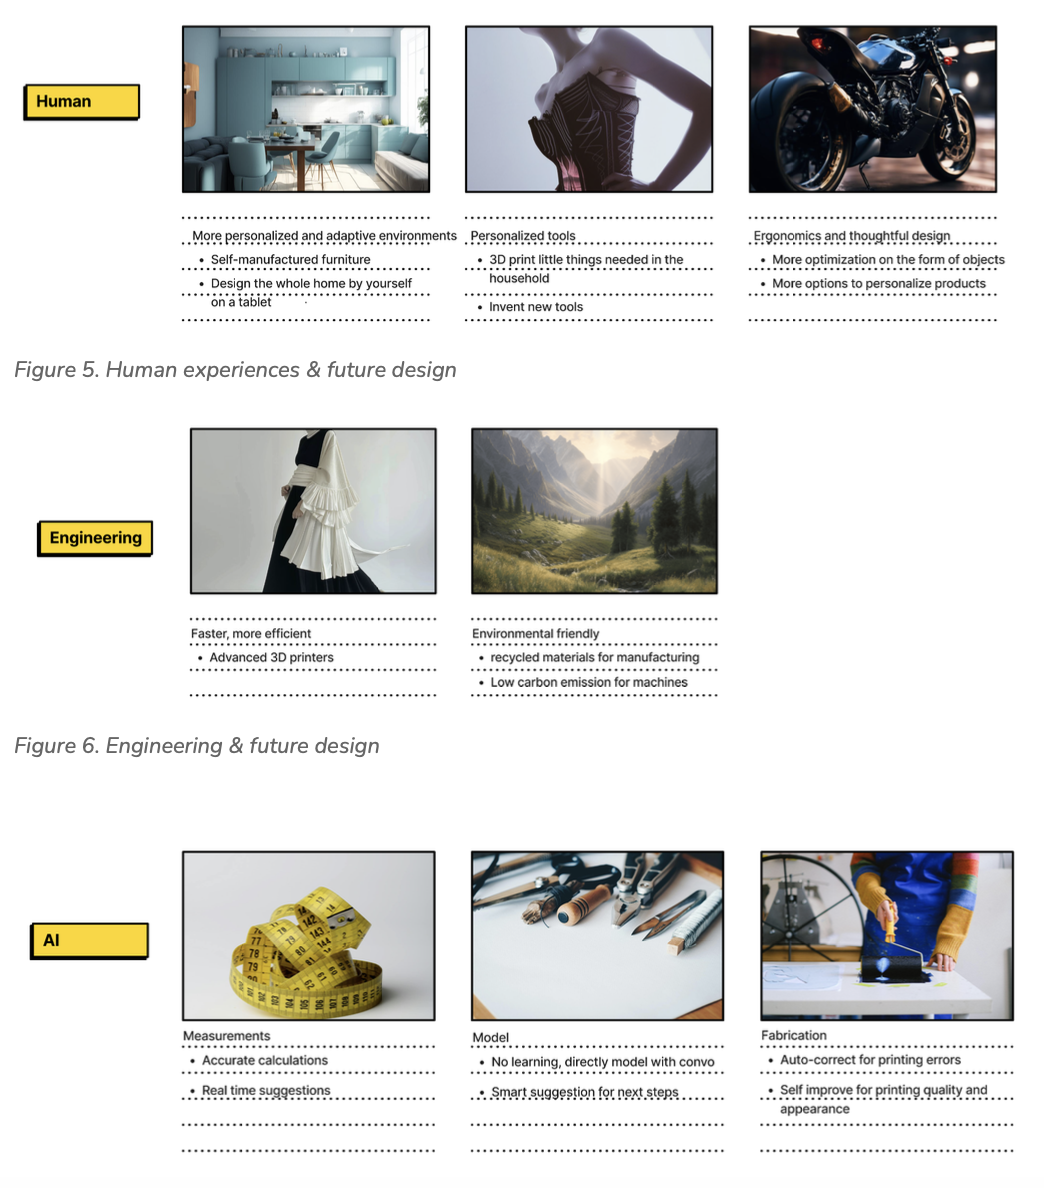 Human
More personalized and adaptive environments
• Self-manufactured furniture
• Design the whole home by yourself
on a tablet
Personalized tools
• 3D print little things needed in the
household
• Invent new tools
Ergonomics and thoughtful design
• More optimization on the form of objects
• More options to personalize products
Figure 5. Human experiences & future design
Engineering
Faster, more efficient
• Advanced 3D printers
Environmental friendly
• recycled materials for manufacturing
• Low carbon emission for machines
Figure 6. Engineering & future design
AI
Measurements
• Accurate calculations
• Real time suggestions
Model
• No learning, directly model with convo
• Smart suggestion for next steps
Fabrication
• Auto-correct for printing errors
• Self improve for printing quality and
appearance